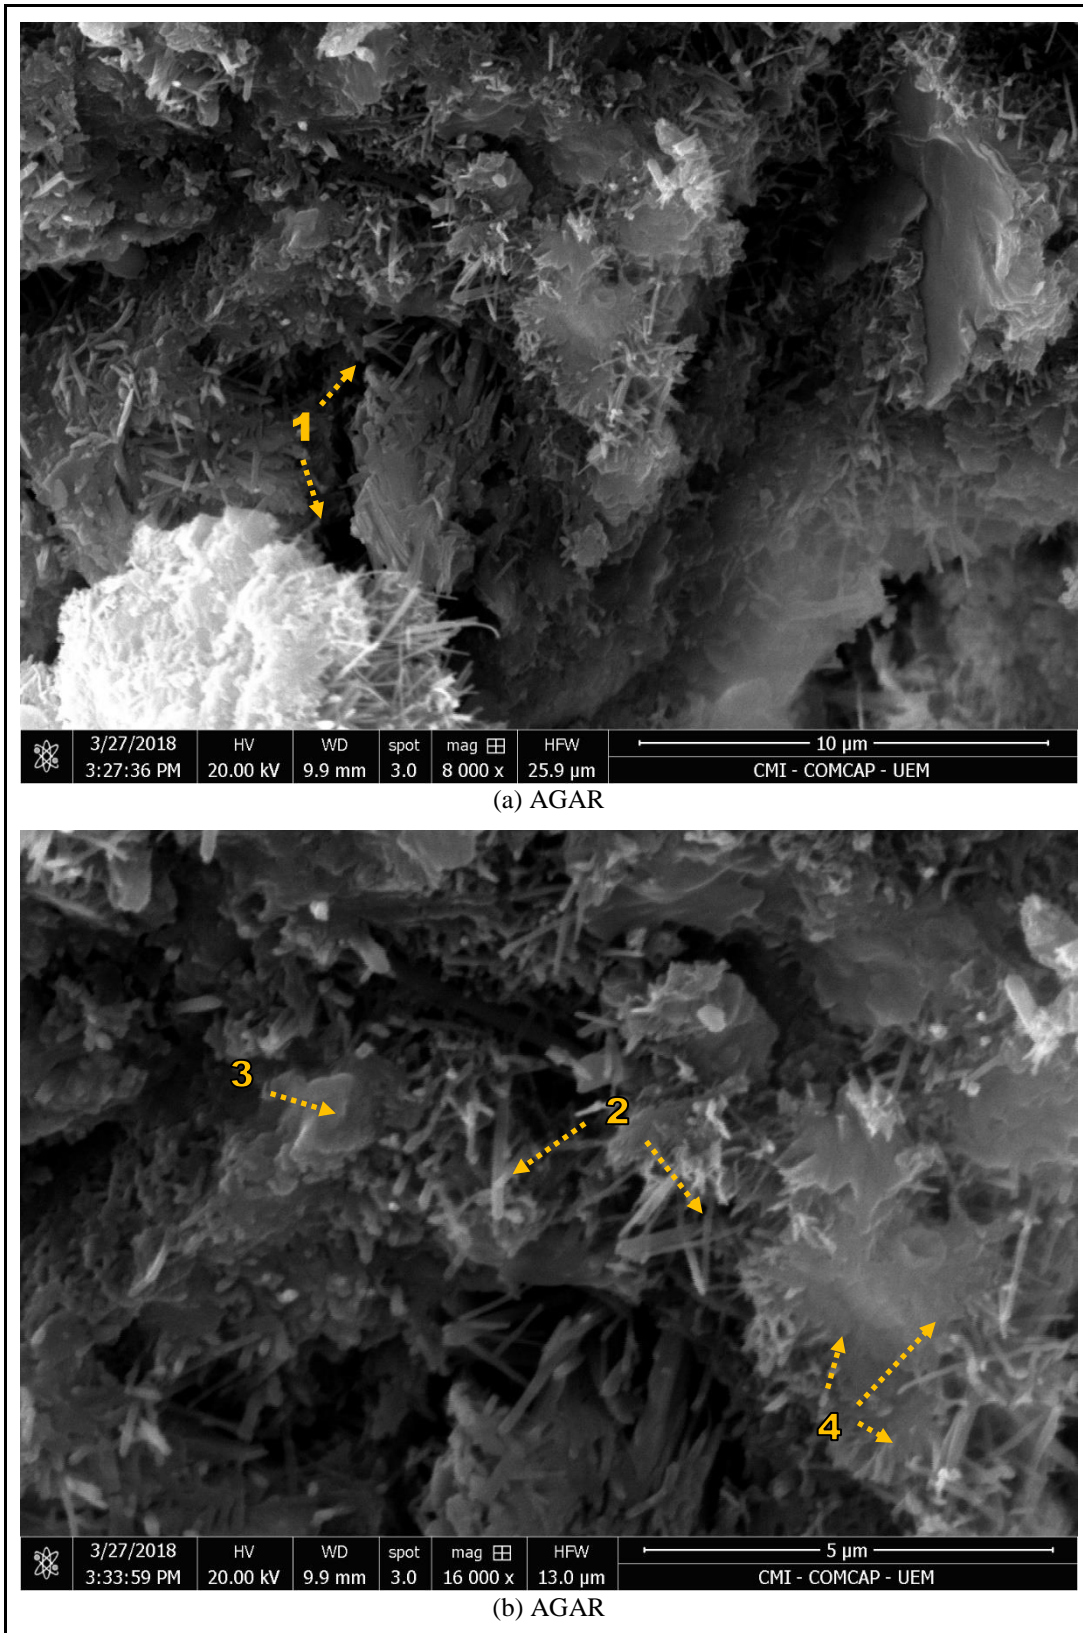 1
3/27/2018 HV WD spot mag HFW 10 µm
3:27:36 PM 20.00 kV 9.9 mm 3.0 8 000 x 25.9 µm CMI - COMCAP - UEM
(a) AGAR
3
2
4
3/27/2018 HV WD spot mag HFW 5 µm
3:33:59 PM 20.00 kV 9.9 mm 3.0 16 000 x 13.0 µm CMI - COMCAP - UEM
(b) AGAR